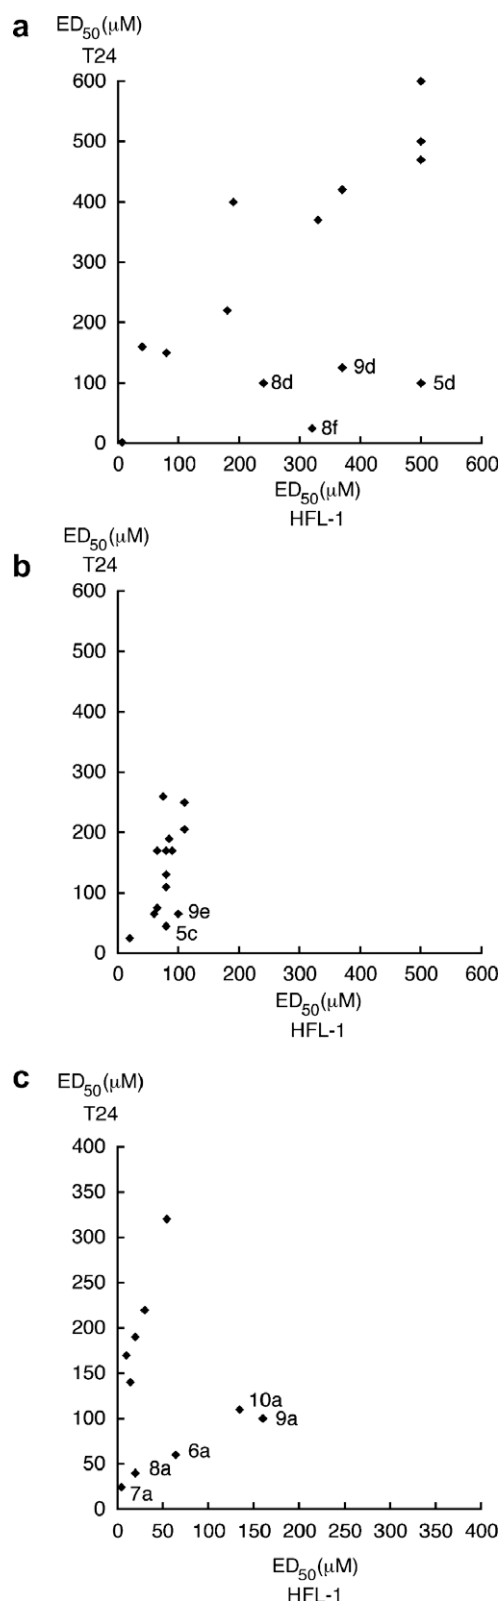 a
ED50(μM)
T24
600
500
400
300
200
100
0
8d
9d
5d
8f
0 100 200 300 400 500 600
ED50(μM)
HFL-1
b
ED50(μM)
T24
600
500
400
300
200
100
0
9e
5c
0 100 200 300 400 500 600
ED50(μM)
HFL-1
c
ED50(μM)
T24
400
350
300
250
200
150
100
50
0
10a
9a
6a
8a
7a
0 50 100 150 200 250 300 350 400
ED50(μM)
HFL-1